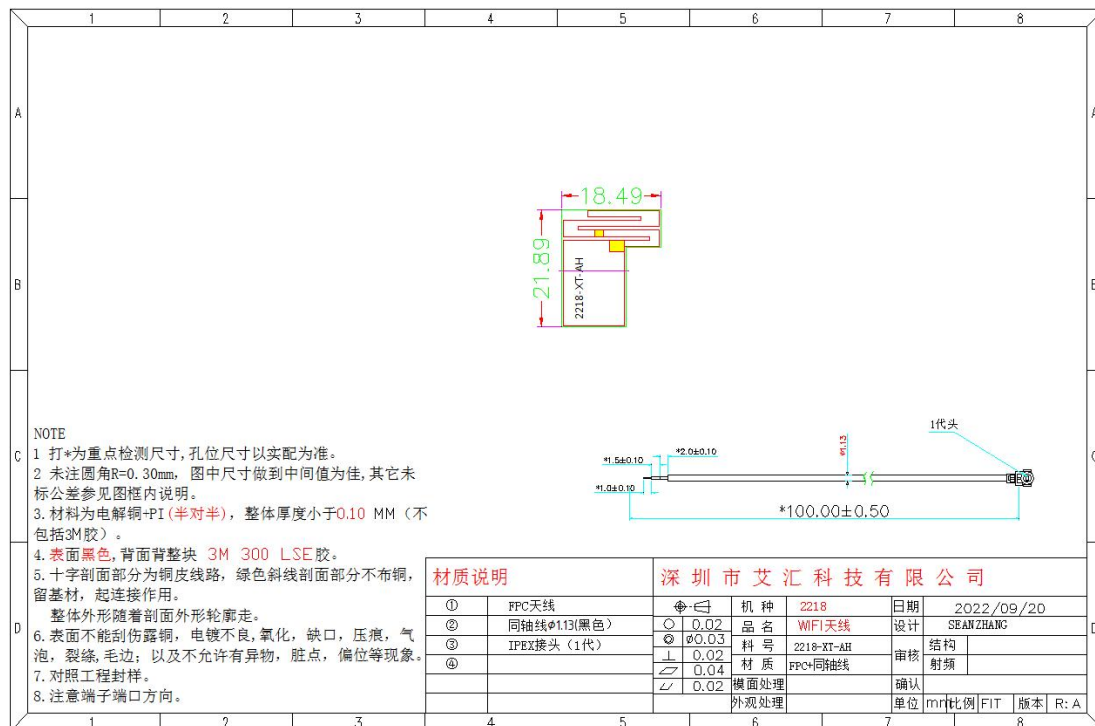 1 2 3 4 5 6 7 8
A A
18.49
21.89
2218-XT-AH
B B
NOTE
1 打*为重点检测尺寸,孔位尺寸以实配为准。
2 未注圆角R=0.30mm, 图中尺寸做到中间值为佳,其它未
标公差参见图框内说明。
3.材料为电解铜+PI(半对半), 整体厚度小于0.10 MM (不
包括3M胶)。
4.表面黑色,背面背整块 3M 300 LSE胶。
5.十字剖面部分为铜皮线路, 绿色斜线剖面部分不布铜,
留基材, 起连接作用。
整体外形随着剖面外形轮廓走。
6.表面不能刮伤露铜, 电镀不良,氧化, 缺口, 压痕, 气
泡, 裂缝,毛边; 以及不允许有异物, 脏点, 偏位等现象。
7.对照工程封样。
8.注意端子端口方向。
C C
1代头
*1.5±0.10
*2.0±0.10
*1.0±0.10
ø1.13
*100.00±0.50
D D
材质说明
① FPC天线
② 同轴线ø1.13(黑色)
③ IPEX接头 (1代)
④
深圳市艾汇科技有限公司
机 种 2218 日期 2022/09/20
0.02 品 名 WIFI天线 设计 SEANZHANG
ø0.03 料 号 2218-XT-AH 审核 结构
0.02
0.04 材 质 FPC+同轴线 射频
0.02 模面处理 确认
外观处理 单位 mm 比例 FIT 版本 R: A
1 2 3 4 5 6 7 8